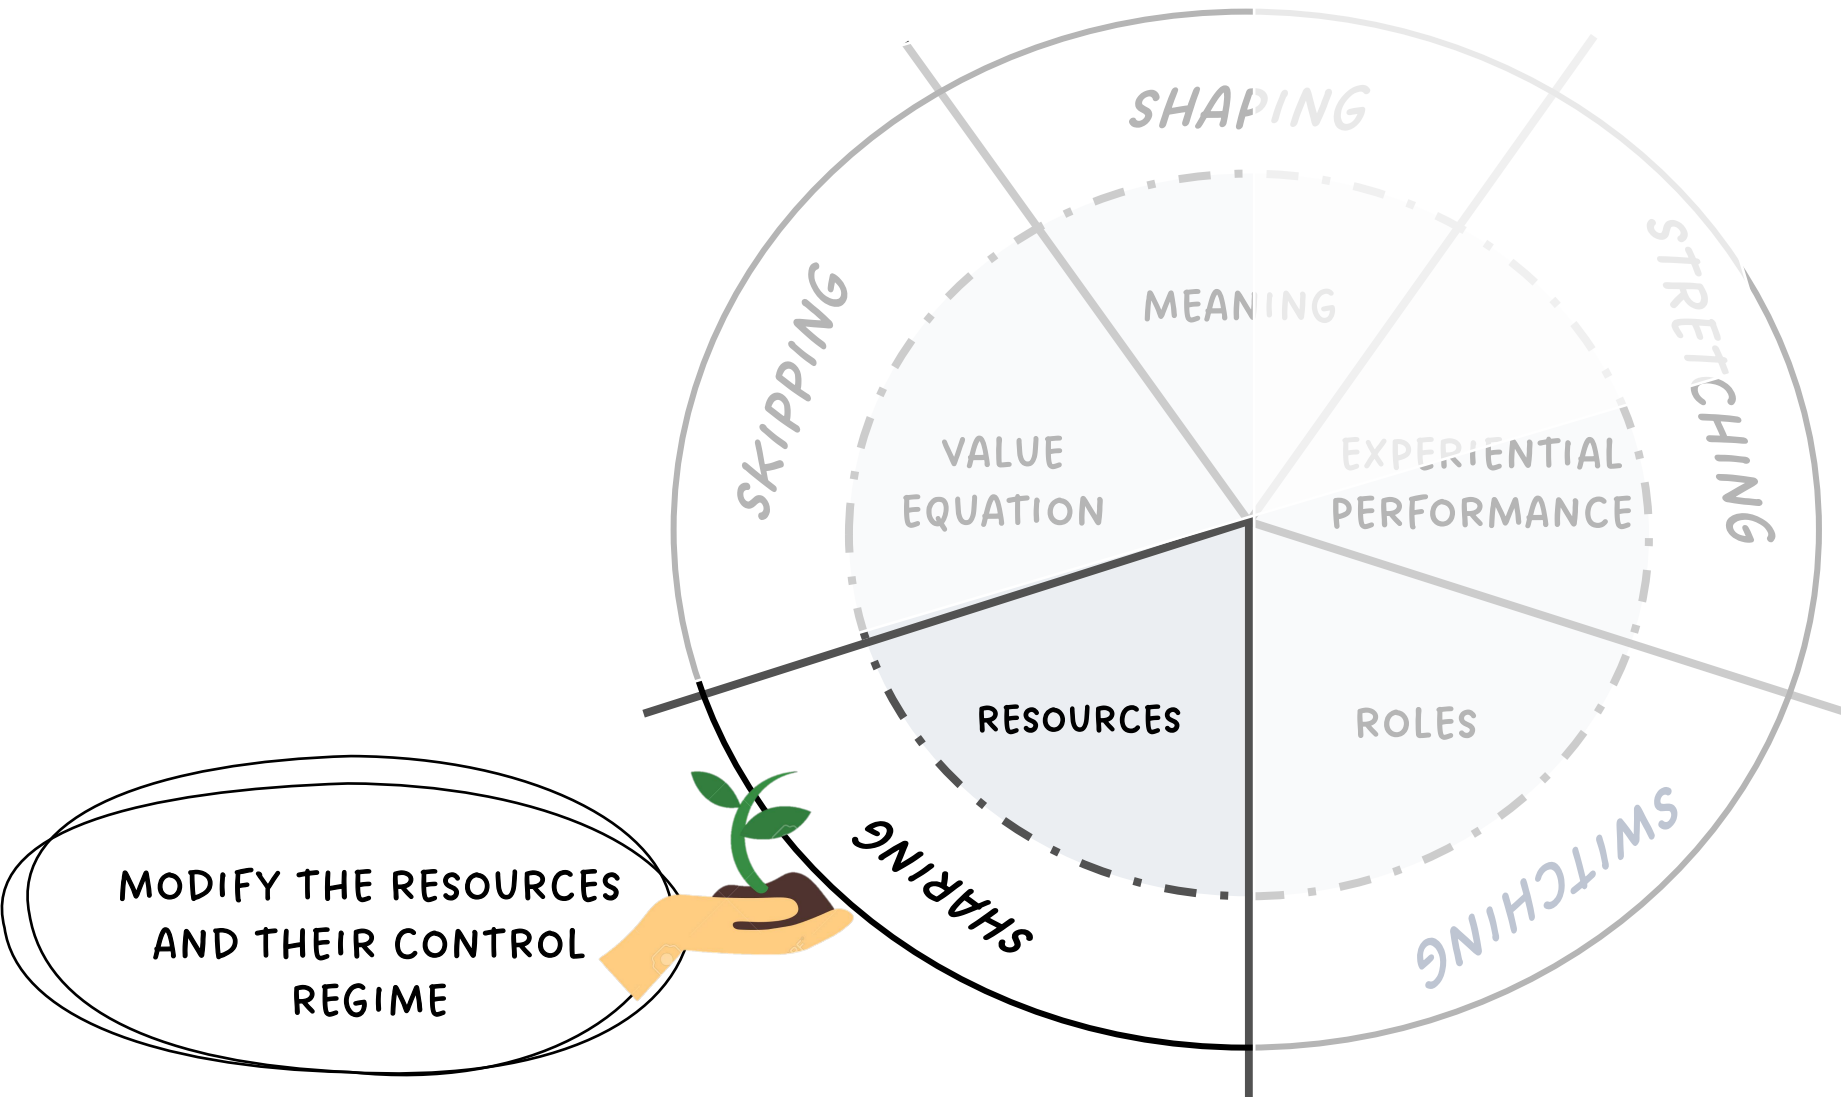 SHAPING
STRETCHING
SKIPPING
MEANING
VALUE
EQUATION
EXPERIENTIAL
PERFORMANCE
RESOURCES
ROLES
SHARING
SWITCHING
MODIFY THE RESOURCES
AND THEIR CONTROL
REGIME